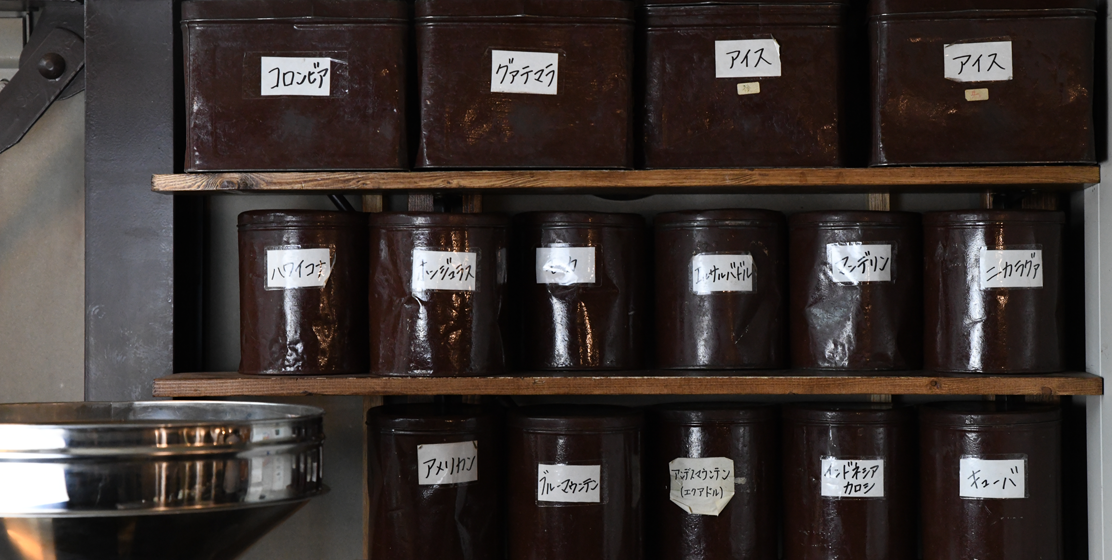 コロンビア
グァテマラ
アイス
アイス
ハワイコナ
ホンジュラス
エルサルバドル
マンデリン
ニカラグァ
アメリカン
ブルーマウンテン
アンデスマウンテン
(エクアドル)
インドネシア
カロシ
キューバ